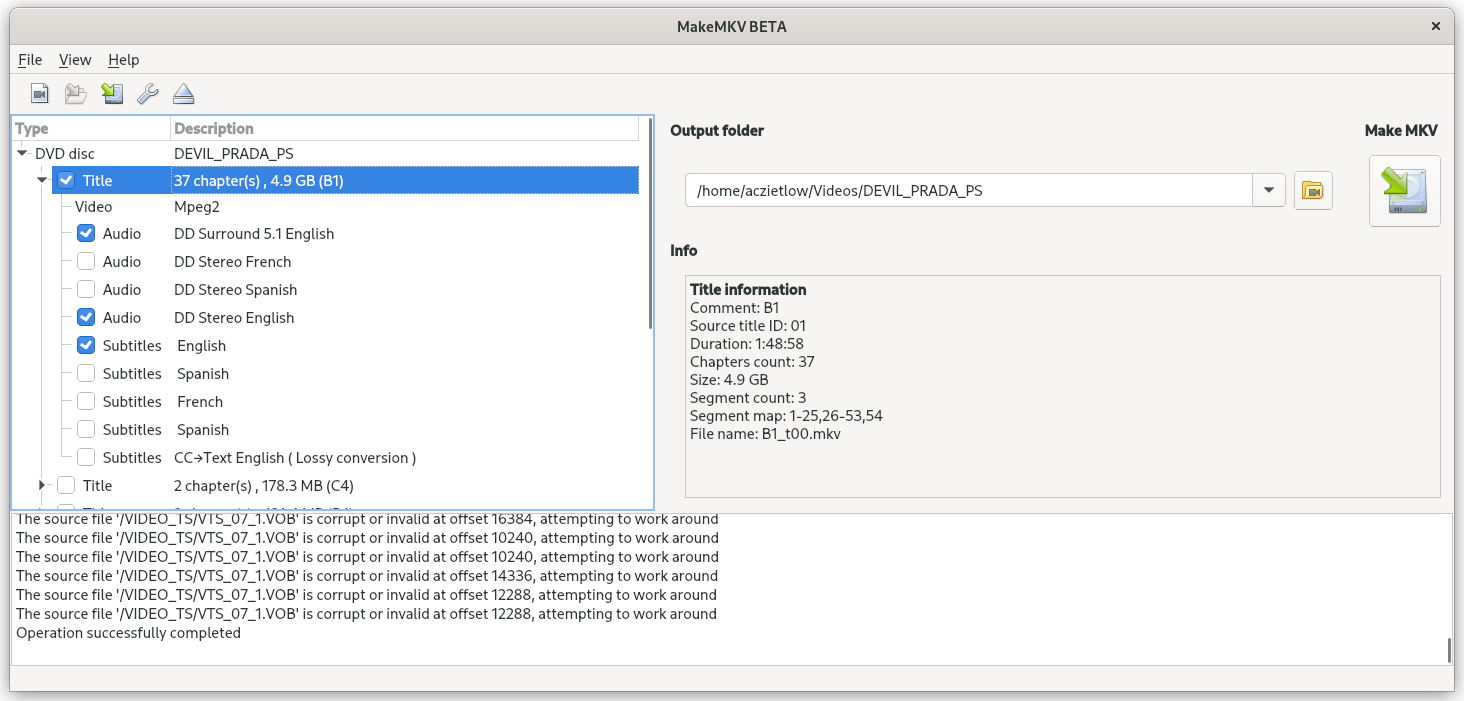 MakeMKV BETA
File View Help
Type Description
DVD disc DEVIL_PRADA_PS
Title 37 chapter(s) , 4.9 GB (B1)
Video Mpeg2
Audio DD Surround 5.1 English
Audio DD Stereo French
Audio DD Stereo Spanish
Audio DD Stereo English
Subtitles English
Subtitles Spanish
Subtitles French
Subtitles Spanish
Subtitles CC→Text English ( Lossy conversion )
Title 2 chapter(s) , 178.3 MB (C4)
Output folder
Make MKV
/home/aczietlow/Videos/DEVIL_PRADA_PS
Info
Title information
Comment: B1
Source title ID: 01
Duration: 1:48:58
Chapters count: 37
Size: 4.9 GB
Segment count: 3
Segment map: 1-25,26-53,54
File name: B1_t00.mkv
The source file '/VIDEO_TS/VTS_07_1.VOB' is corrupt or invalid at offset 16384, attempting to work around
The source file '/VIDEO_TS/VTS_07_1.VOB' is corrupt or invalid at offset 10240, attempting to work around
The source file '/VIDEO_TS/VTS_07_1.VOB' is corrupt or invalid at offset 10240, attempting to work around
The source file '/VIDEO_TS/VTS_07_1.VOB' is corrupt or invalid at offset 14336, attempting to work around
The source file '/VIDEO_TS/VTS_07_1.VOB' is corrupt or invalid at offset 12288, attempting to work around
The source file '/VIDEO_TS/VTS_07_1.VOB' is corrupt or invalid at offset 12288, attempting to work around
Operation successfully completed